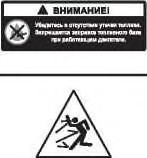 ВНИМАНИЕ!
Убедитесь в отсутствии утечки топлива.
Запрещается заправка топливного бака
при работающем двигателе.